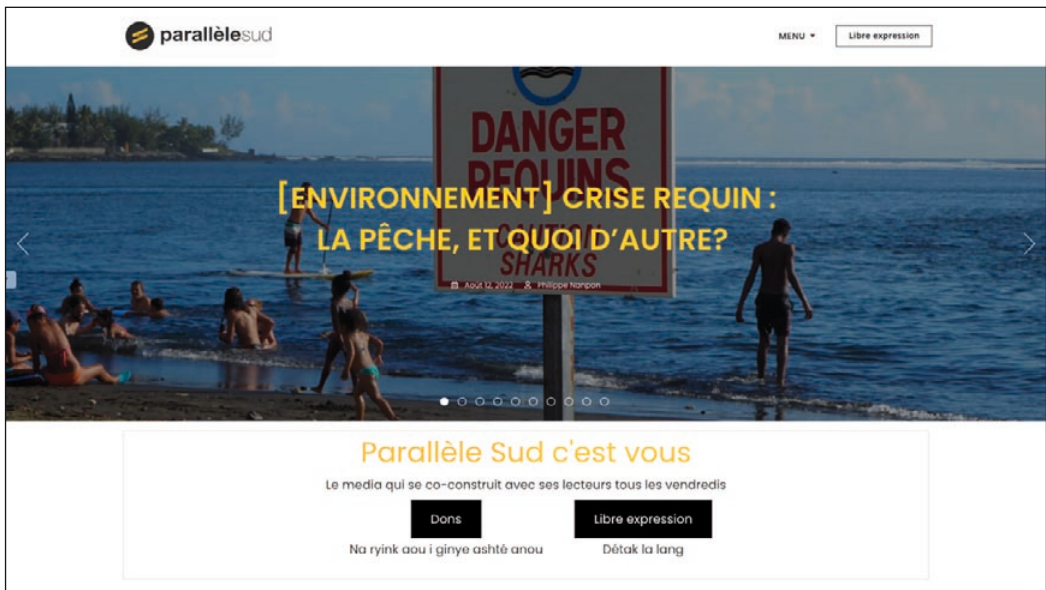 parallèlesud
MENU
Libre expression
DANGER
REQUINS
CAUTION
SHARKS
[ENVIRONNEMENT] CRISE REQUIN :
LA PÊCHE, ET QUOI D'AUTRE?
Août 12, 2022 Philippe Nanpon
Parallèle Sud c'est vous
Le media qui se co-construit avec ses lecteurs tous les vendredis
Dons Libre expression
Na ryink aou i ginye ashté anou Détak la lang